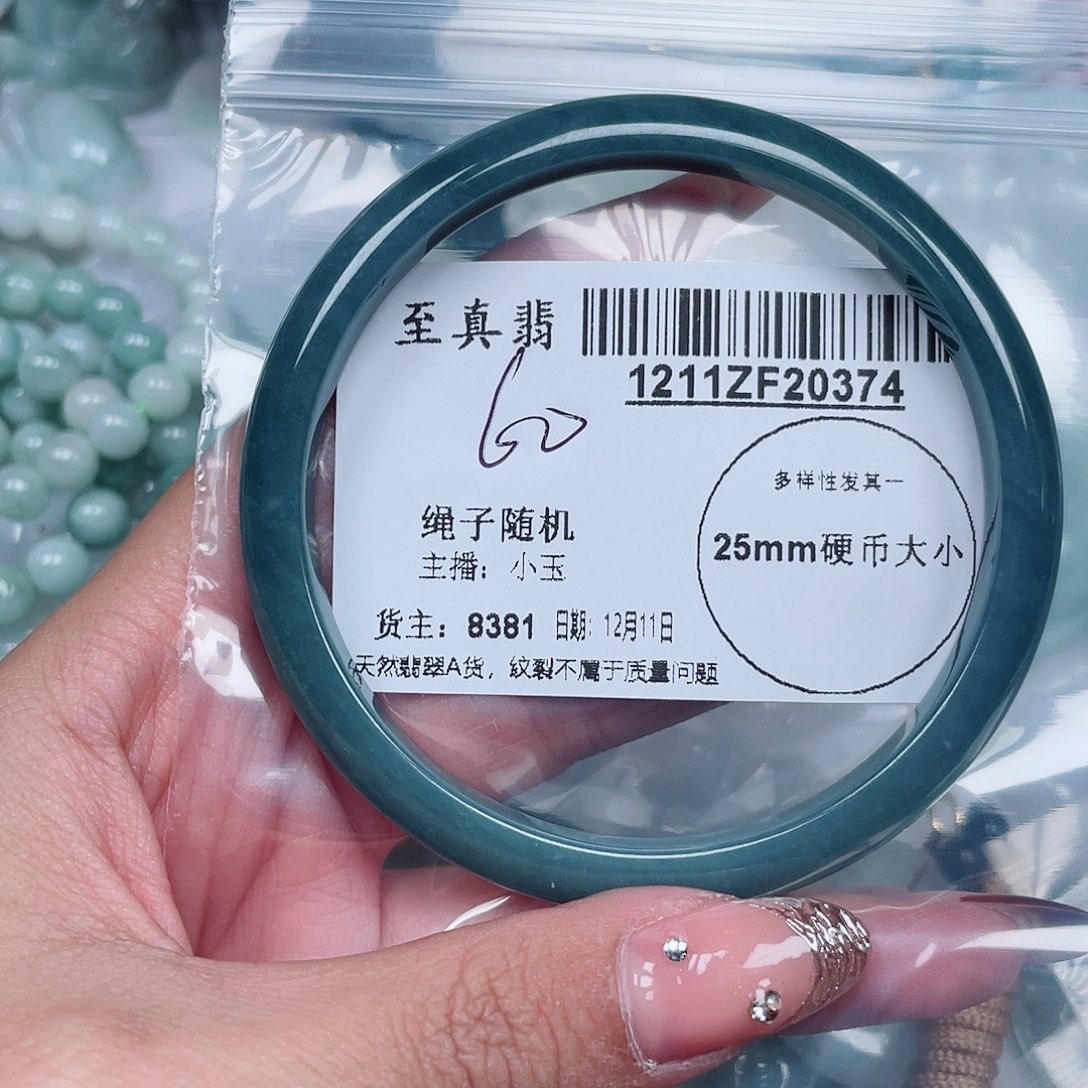 至真翡
1211ZF20374
60
多样性发其一
25mm硬币大小
绳子随机
主播：小玉
货主：8381 日期：12月11日
天然翡翠A货，纹裂不属于质量问题